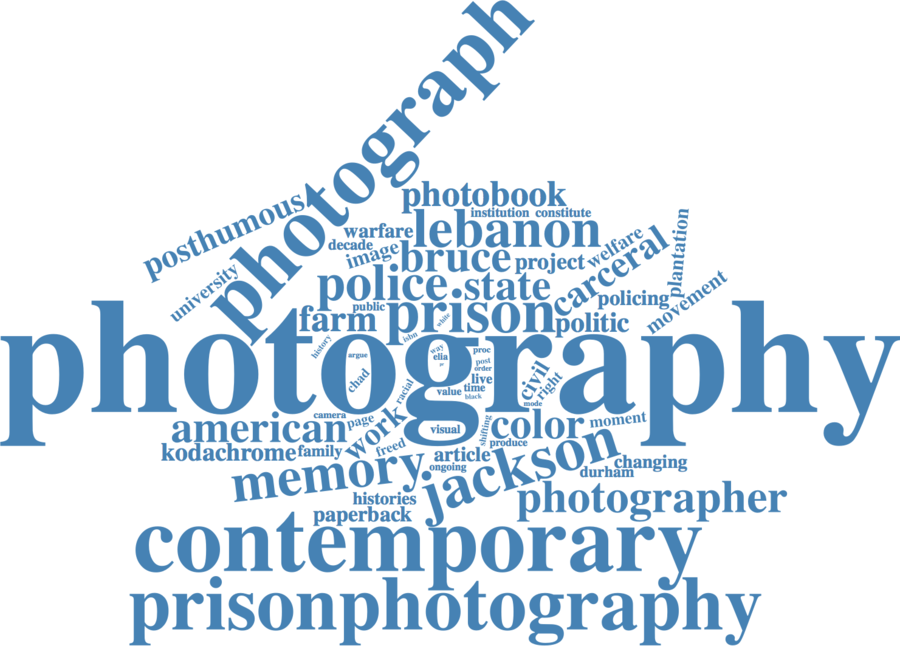 photograph
photobook
posthumous
institution constitute
warfare
lebanon
decade
image
bruce
project
welfare
carceral
plantation
university
police
state
policing
movement
public
farm
prison
politic
white
isbn
history
photography
argue
way
elia
proc
post
order
chad
live
racial
value
time
black
civil
right
mode
camera
page
american
work
visual
shifting
color
moment
produce
kodachrome
family
freed
article
ongoing
jackson
changing
durham
memory
histories
photographer
paperback
contemporary
prisonphotography